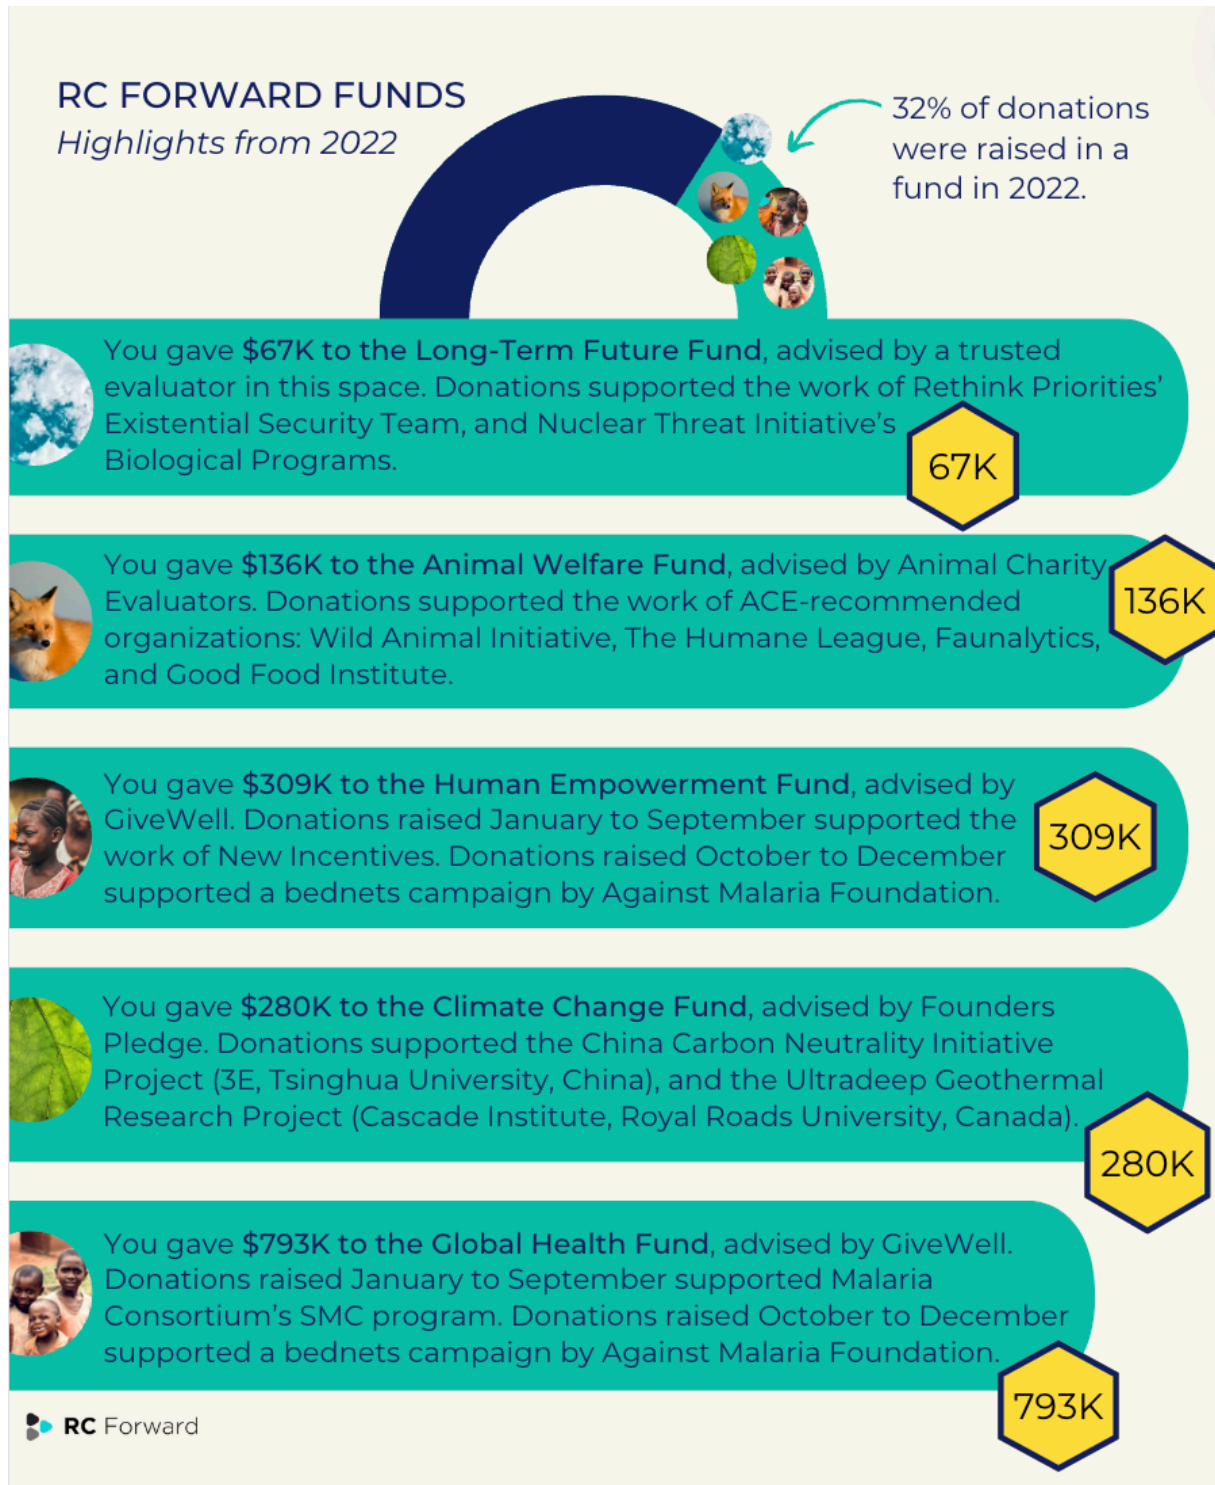 RC FORWARD FUNDS
Highlights from 2022
32% of donations
were raised in a
fund in 2022.
You gave $67K to the Long-Term Future Fund, advised by a trusted
evaluator in this space. Donations supported the work of Rethink Priorities’
Existential Security Team, and Nuclear Threat Initiative’s
Biological Programs.
67K
You gave $136K to the Animal Welfare Fund, advised by Animal Charity
Evaluators. Donations supported the work of ACE-recommended
organizations: Wild Animal Initiative, The Humane League, Faunalytics,
and Good Food Institute.
136K
You gave $309K to the Human Empowerment Fund, advised by
GiveWell. Donations raised January to September supported the
work of New Incentives. Donations raised October to December
supported a bednets campaign by Against Malaria Foundation.
309K
You gave $280K to the Climate Change Fund, advised by Founders
Pledge. Donations supported the China Carbon Neutrality Initiative
Project (3E, Tsinghua University, China), and the Ultradeep Geothermal
Research Project (Cascade Institute, Royal Roads University, Canada).
280K
You gave $793K to the Global Health Fund, advised by GiveWell.
Donations raised January to September supported Malaria
Consortium’s SMC program. Donations raised October to December
supported a bednets campaign by Against Malaria Foundation.
793K
RC Forward